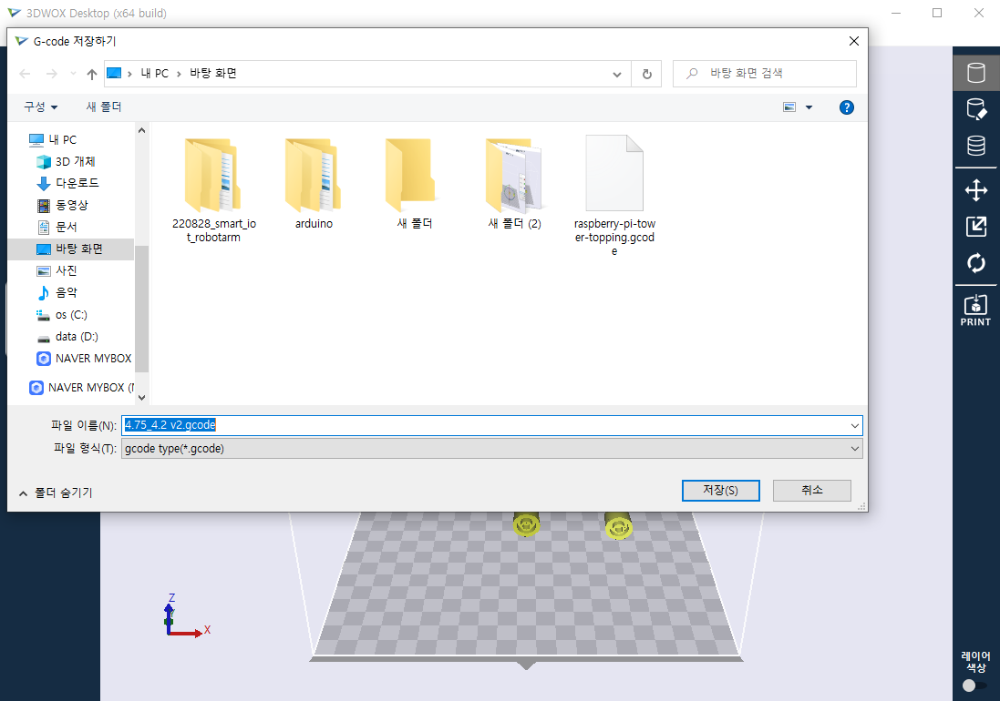 3DWOX Desktop (x64 build)
G-code 저장하기
내 PC › 바탕 화면
바탕 화면 검색
구성
새 폴더
내 PC
3D 개체
다운로드
동영상
문서
바탕 화면
사진
음악
os (C:)
data (D:)
NAVER MYBOX
NAVER MYBOX (
220828_smart_io
t_robotarm
arduino
새 폴더
새 폴더 (2)
raspberry-pi-tow
er-topping.gcod
e
파일 이름(N):
4.75_4.2 v2.gcode
파일 형식(T):
gcode type(*.gcode)
폴더 숨기기
저장(S)
취소
PRINT
Z
Y
X
레이어
색상